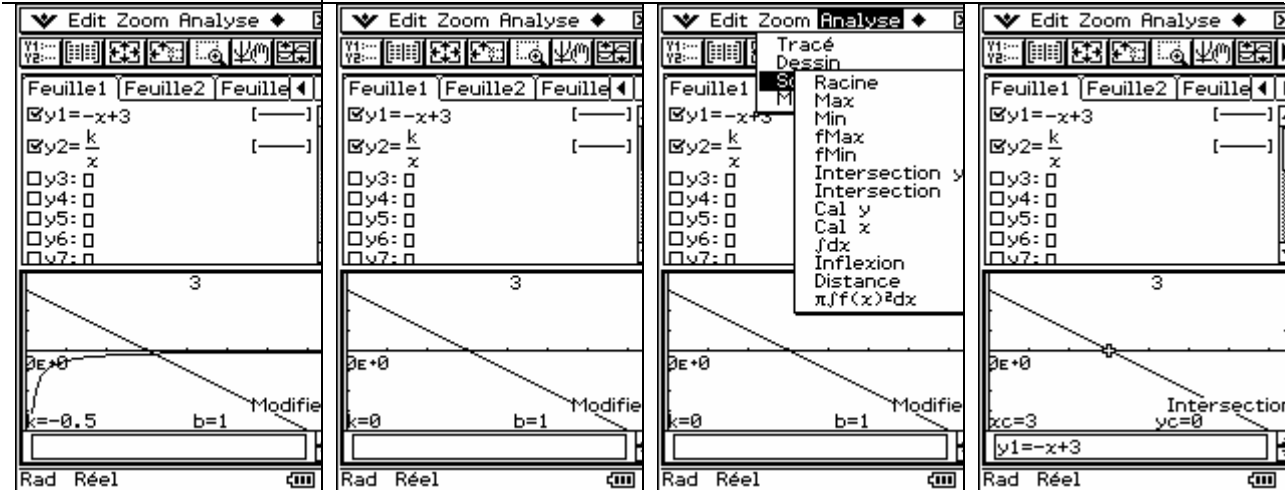 Edit Zoom Analyse ◆
Feuille1 Feuille2 Feuille
y1=-x+3 [——]
y2=k/x [——]
y3:
y4:
y5:
y6:
y7:
3
0E+0
Modifie
k=-0.5 b=1
Rad Réel
Edit Zoom Analyse ◆
Feuille1 Feuille2 Feuille
y1=-x+3 [——]
y2=k/x [——]
y3:
y4:
y5:
y6:
y7:
3
0E+0
Modifie
k=0 b=1
Rad Réel
Edit Zoom Analyse ◆
Tracé
Dessin
Racine
Max
Min
fMax
fMin
Intersection y
Intersection
Cal y
Cal x
∫dx
Inflexion
Distance
π∫f(x)²dx
Feuille1
y1=-x+3
y2=k/x
y3:
y4:
y5:
y6:
y7:
0E+0
Modifie
k=0 b=1
Rad Réel
Edit Zoom Analyse ◆
Feuille1 Feuille2 Feuille
y1=-x+3 [——]
y2=k/x [——]
y3:
y4:
y5:
y6:
y7:
3
0E+0
Intersection
xc=3 yc=0
y1=-x+3
Rad Réel